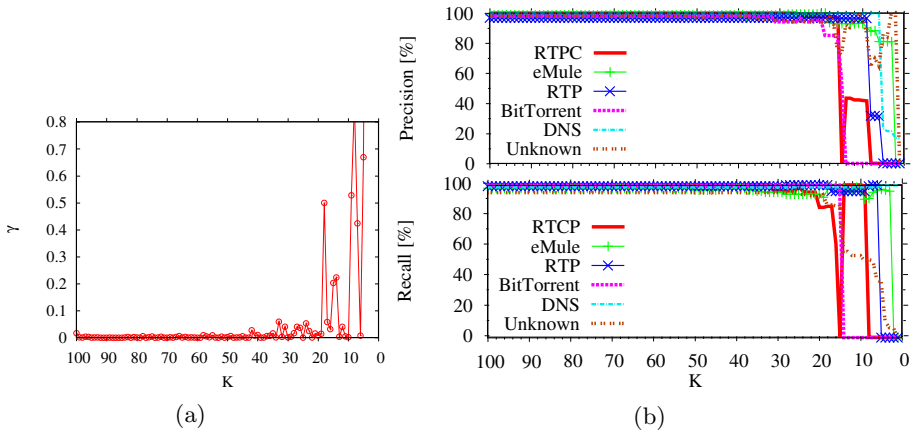 0.8
0.7
0.6
0.5
0.4
0.3
0.2
0.1
0
γ
100 90 80 70 60 50 40 30 20 10 0
K
(a)
Precision [%]
100
80
60
40
20
0
RTPC
eMule
RTP
BitTorrent
DNS
Unknown
Recall [%]
100
80
60
40
20
0
RTCP
eMule
RTP
BitTorrent
DNS
Unknown
100 90 80 70 60 50 40 30 20 10 0
K
(b)